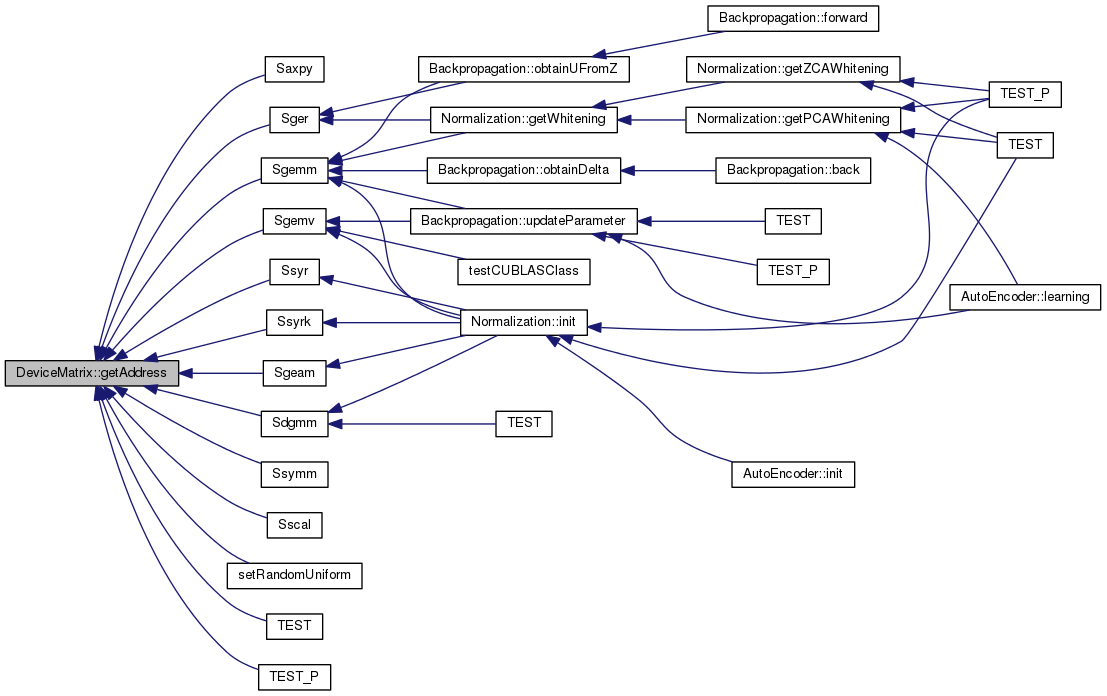 Backpropagation::forward
Saxpy
Backpropagation::obtainUFromZ
Normalization::getZCAWhitening
TEST_P
Sger
Normalization::getWhitening
Normalization::getPCAWhitening
TEST
Sgemm
Backpropagation::obtainDelta
Backpropagation::back
Sgemv
Backpropagation::updateParameter
TEST
Ssyr
testCUBLASClass
TEST_P
AutoEncoder::learning
Ssyrk
Normalization::init
DeviceMatrix::getAddress
Sgeam
Sdgmm
TEST
Ssymm
AutoEncoder::init
Sscal
setRandomUniform
TEST
TEST_P